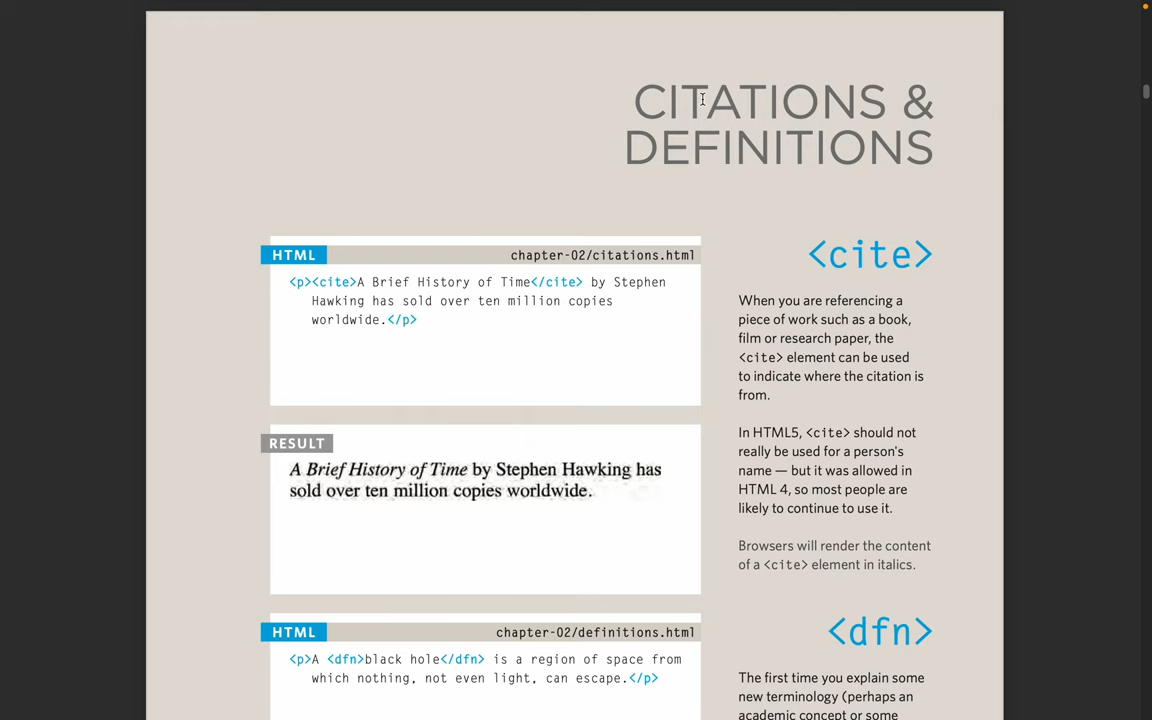 CITATIONS &
DEFINITIONS
HTML chapter-02/citations.html
<p><cite>A Brief History of Time</cite> by Stephen
Hawking has sold over ten million copies
worldwide.</p>
RESULT
A Brief History of Time by Stephen Hawking has
sold over ten million copies worldwide.
HTML chapter-02/definitions.html
<p>A <dfn>black hole</dfn> is a region of space from
which nothing, not even light, can escape.</p>
<cite>
When you are referencing a
piece of work such as a book,
film or research paper, the
<cite> element can be used
to indicate where the citation is
from.
In HTML5, <cite> should not
really be used for a person's
name — but it was allowed in
HTML 4, so most people are
likely to continue to use it.
Browsers will render the content
of a <cite> element in italics.
<dfn>
The first time you explain some
new terminology (perhaps an
academic concept or some